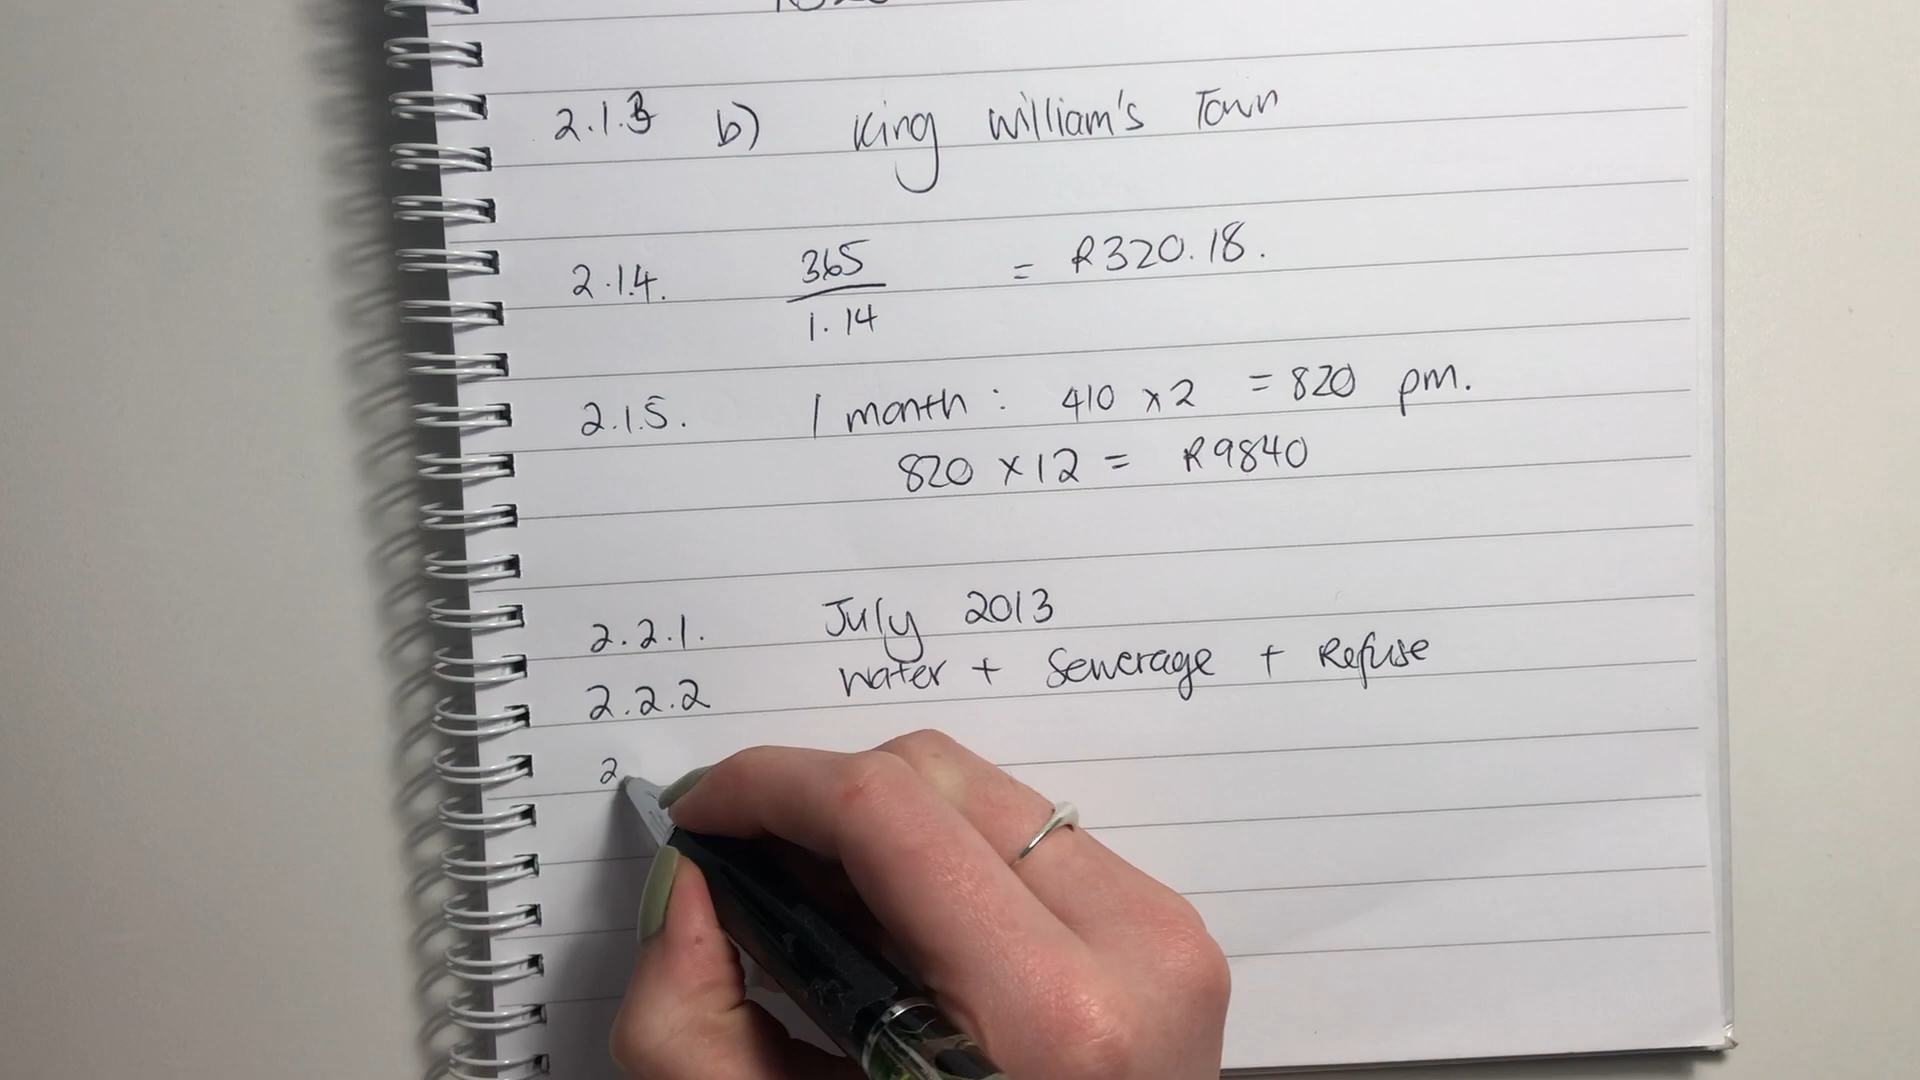 2.1.3 b) King William's Town
2.1.4. 365
1.14 = R320.18.
2.1.5. 1 month: 410 x 2 = 820 pm.
820 x 12 = R9840
2.2.1. July 2013
2.2.2 Water + Sewerage + Refuse
2